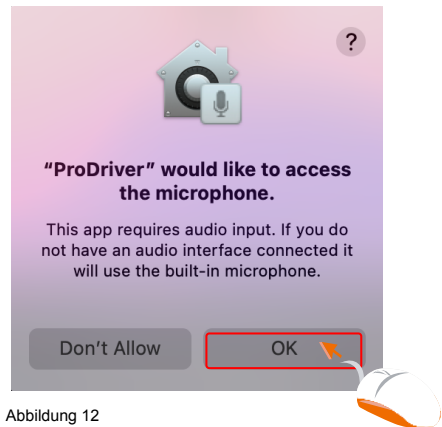 ?
“ProDriver” would like to access
the microphone.
This app requires audio input. If you do
not have an audio interface connected it
will use the built-in microphone.
Don't Allow
OK
Abbildung 12